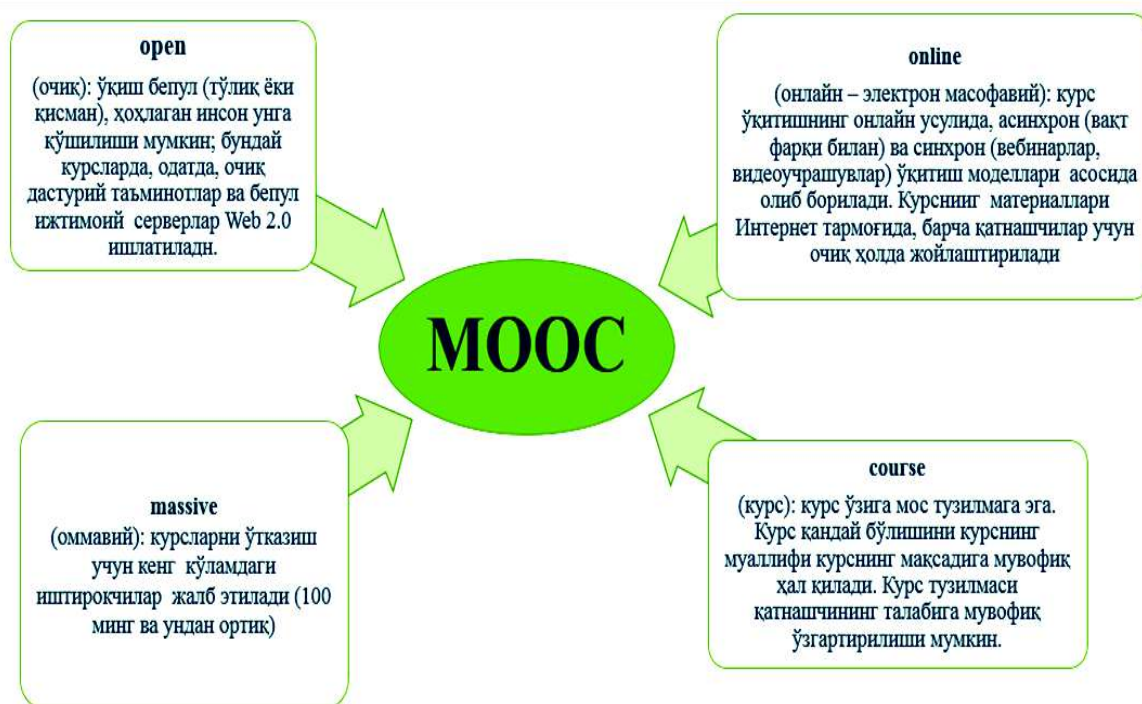 open
(очиқ): ўқиш бепул (тўлиқ ёки
қисман), ҳоҳлаган инсон унга
қўшилиши мумкин; бундай
курсларда, одатда, очиқ
дастурий таъминотлар ва бепул
ижтимоий серверлар Web 2.0
ишлатиладн.
online
(онлайн – электрон масофавий): курс
ўқитишнинг онлайн усулида, асинхрон (вақт
фарқи билан) ва синхрон (вебинарлар,
видеоучрашувлар) ўқитиш моделлари асосида
олиб борилади. Курснииг материаллари
Интернет тармоғида, барча қатнашчилар учун
очиқ ҳолда жойлаштирилади
MOOC
massive
(оммавий): курсларни ўтказиш
учун кенг кўламдаги
иштирокчилар жалб этилади (100
минг ва ундан ортиқ)
course
(курс): курс ўзига мос тузилмага эга.
Курс қандай бўлишини курснинг
муаллифи курснинг мақсадига мувофиқ
ҳал қилади. Курс тузилмаси
қатнашчининг талабига мувофиқ
ўзгартирилиши мумкин.